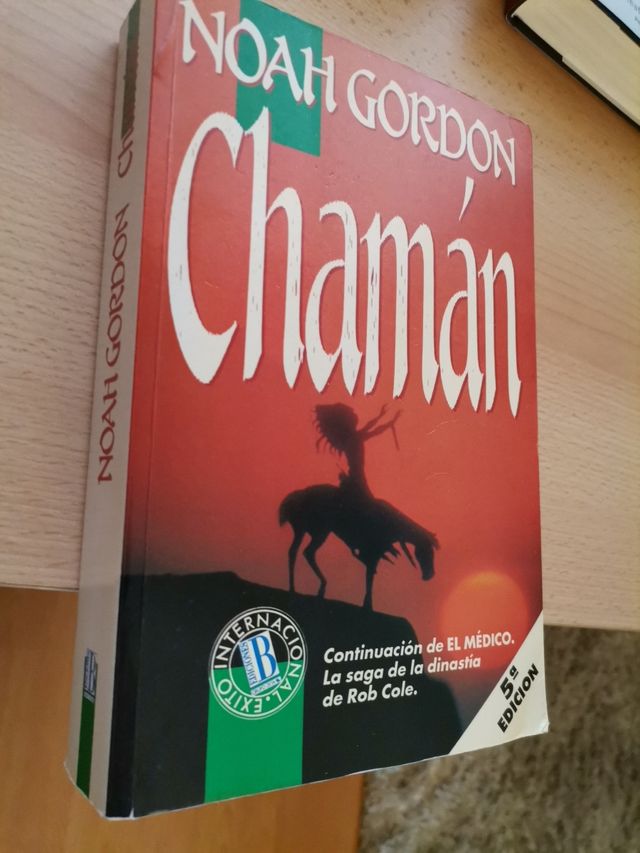 NOAH GORDON
Chamán
Continuación de EL MÉDICO.
La saga de la dinastía
de Rob Cole.
5ª
EDICION
EXITO INTERNACIONAL
B
EDICIONES
NOAH GORDON